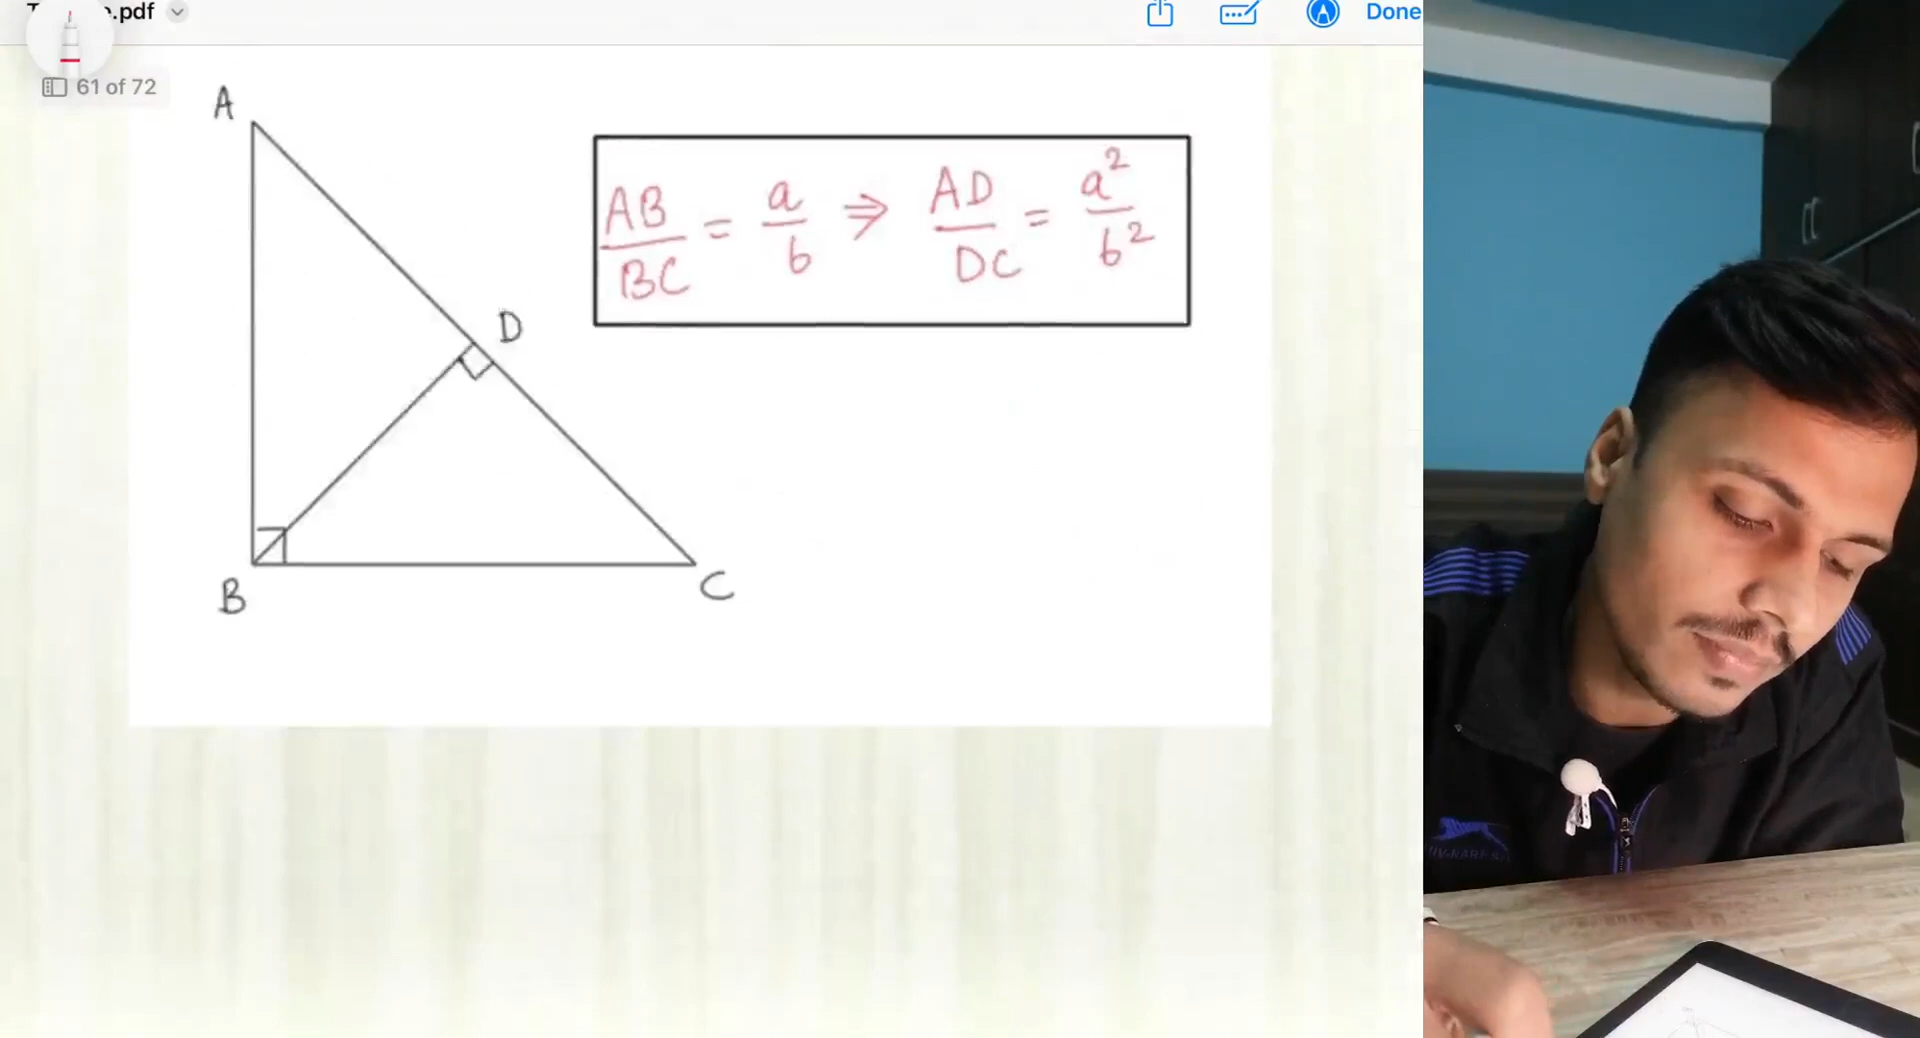 .pdf
Done
61 of 72
A
AB/BC = a/b ⇒ AD/DC = a²/b²
D
B
C